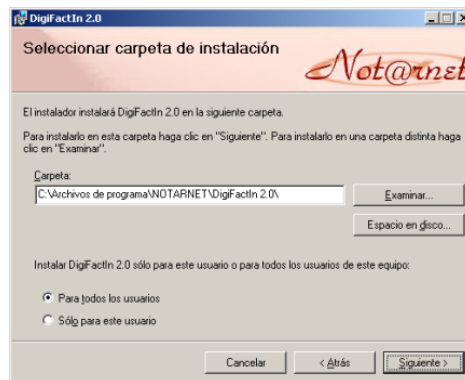 DigiFactIn 2.0
Seleccionar carpeta de instalación
Not@rnet
El instalador instalará DigiFactIn 2.0 en la siguiente carpeta.
Para instalarlo en esta carpeta haga clic en "Siguiente". Para instalarlo en una carpeta distinta haga
clic en "Examinar".
Carpeta:
C:\Archivos de programa\NOTARNET\DigiFactIn 2.0\
Examinar...
Espacio en disco...
Instalar DigiFactIn 2.0 sólo para este usuario o para todos los usuarios de este equipo:
Para todos los usuarios
Sólo para este usuario
Cancelar
< Atrás
Siguiente >